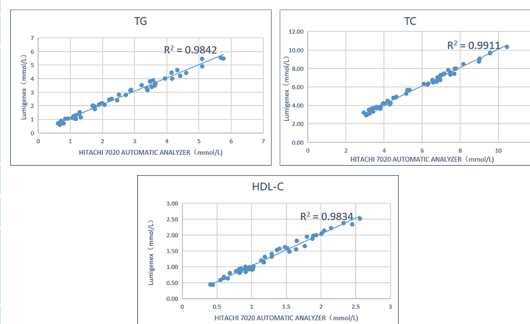 TG
R² = 0.9842
Lumigenex (mmol/L)
7
6
5
4
3
2
1
0
0 1 2 3 4 5 6 7
HITACHI 7020 AUTOMATIC ANALYZER (mmol/L)
TC
R² = 0.9911
Lumigenex (mmol/L)
12.00
10.00
8.00
6.00
4.00
2.00
0.00
0 2 4 6 8 10
HITACHI 7020 AUTOMATIC ANALYZER (mmol/L)
HDL-C
R² = 0.9834
Lumigenex (mmol/L)
3.00
2.50
2.00
1.50
1.00
0.50
0.00
0 0.5 1 1.5 2 2.5 3
HITACHI 7020 AUTOMATIC ANALYZER (mmol/L)